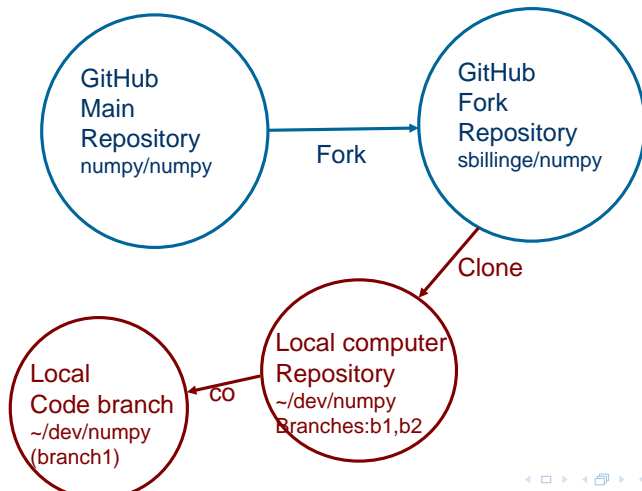 GitHub
Main
Repository
numpy/numpy
Fork
GitHub
Fork
Repository
sbillinge/numpy
Clone
Local computer
Repository
~/dev/numpy
Branches:b1,b2
co
Local
Code branch
~/dev/numpy
(branch1)